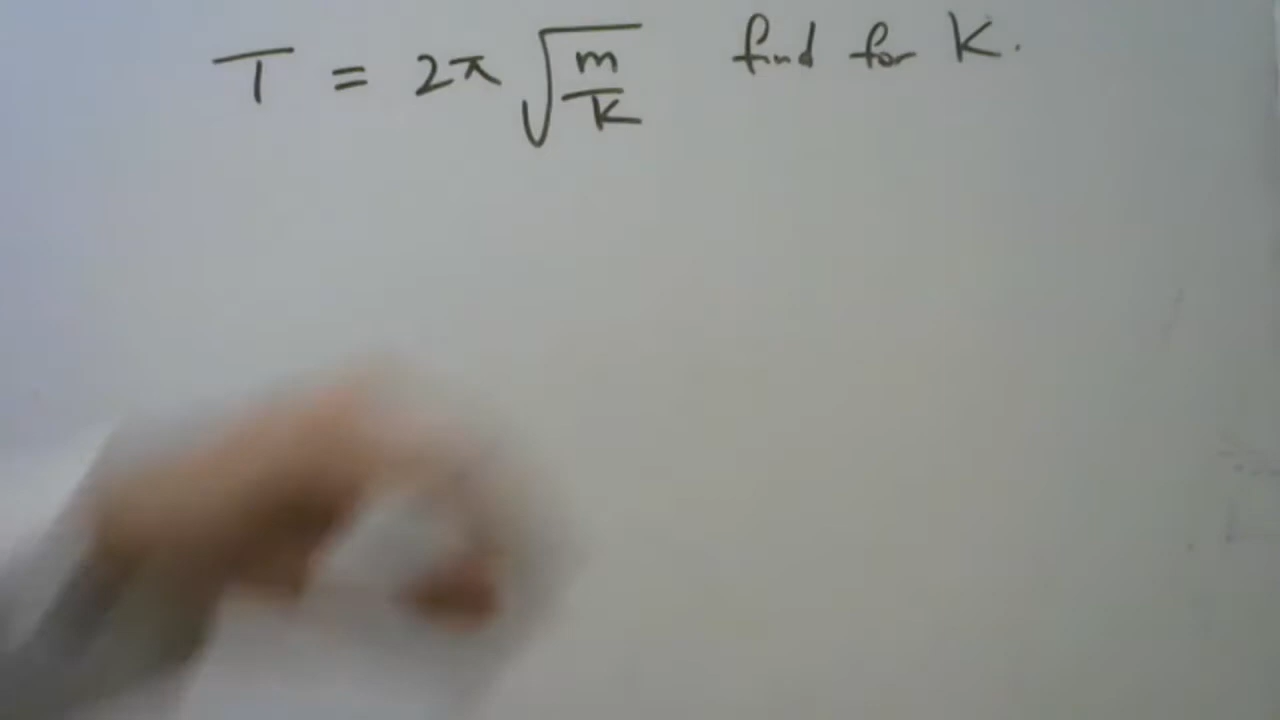 T = 2π √(m/K) find for K.